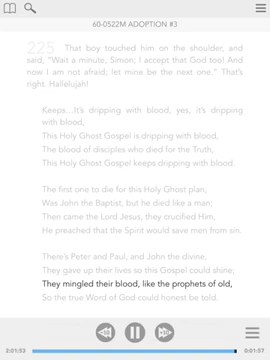 60-0522M ADOPTION #3
225 That boy touched him on the shoulder, and
said, "Wait a minute, Simon; I accept that God too! And
now I am not afraid; let mine be the next one." That's
right. Hallelujah!
Keeps...It's dripping with blood, yes, it's dripping
with blood,
This Holy Ghost Gospel is dripping with blood,
The blood of disciples who died for the Truth,
This Holy Ghost Gospel keeps dripping with blood.
The first one to die for this Holy Ghost plan,
Was John the Baptist, but he died like a man;
Then came the Lord Jesus, they crucified Him,
He preached that the Spirit would save men from sin.
There's Peter and Paul, and John the divine,
They gave up their lives so this Gospel could shine;
They mingled their blood, like the prophets of old,
So the true Word of God could honest be told.
2:01:53 0:01:57